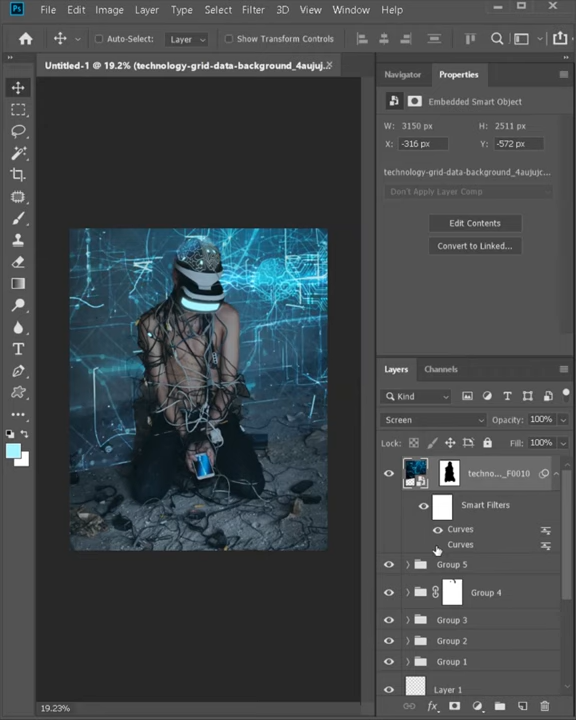 Ps File Edit Image Layer Type Select Filter 3D View Window Help
Auto-Select: Layer Show Transform Controls
Untitled-1 @ 19.2% (technology-grid-data-background_4aujuj...
Navigator Properties
Embedded Smart Object
W: 3150 px H: 2511 px
X: -316 px Y: -572 px
technology-grid-data-background_4aujujc...
Don't Apply Layer Comp
Edit Contents
Convert to Linked...
Layers Channels
Kind
Screen Opacity: 100%
Lock: Fill: 100%
techno..._F0010
Smart Filters
Curves
Curves
Group 5
Group 4
Group 3
Group 2
Group 1
Layer 1
19.23%
fx